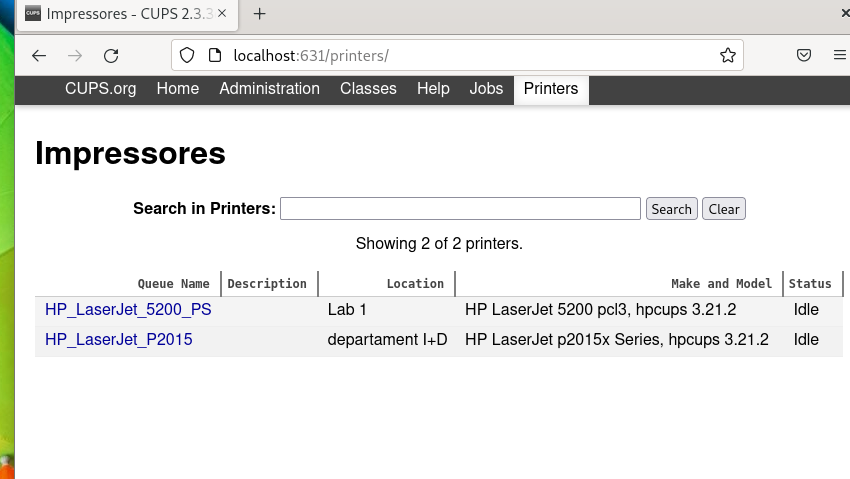 CUPS Impressores - CUPS 2.3.3
localhost:631/printers/
CUPS.org Home Administration Classes Help Jobs Printers
Impressores
Search in Printers: Search Clear
Showing 2 of 2 printers.
Queue Name Description Location Make and Model Status
HP_LaserJet_5200_PS Lab 1 HP LaserJet 5200 pcl3, hpcups 3.21.2 Idle
HP_LaserJet_P2015 departament I+D HP LaserJet p2015x Series, hpcups 3.21.2 Idle